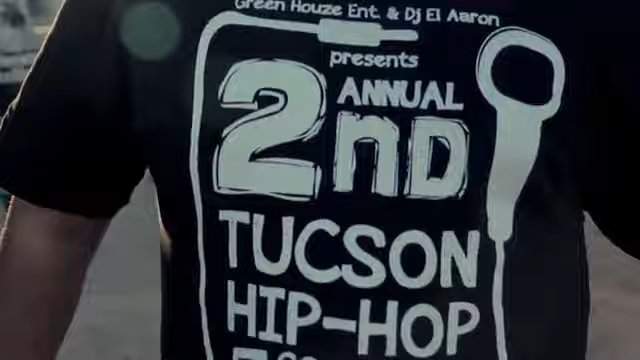 Green Houze Ent. & Dj El Aaron
presents
2nD ANNUAL
TUCSON
HIP-HOP